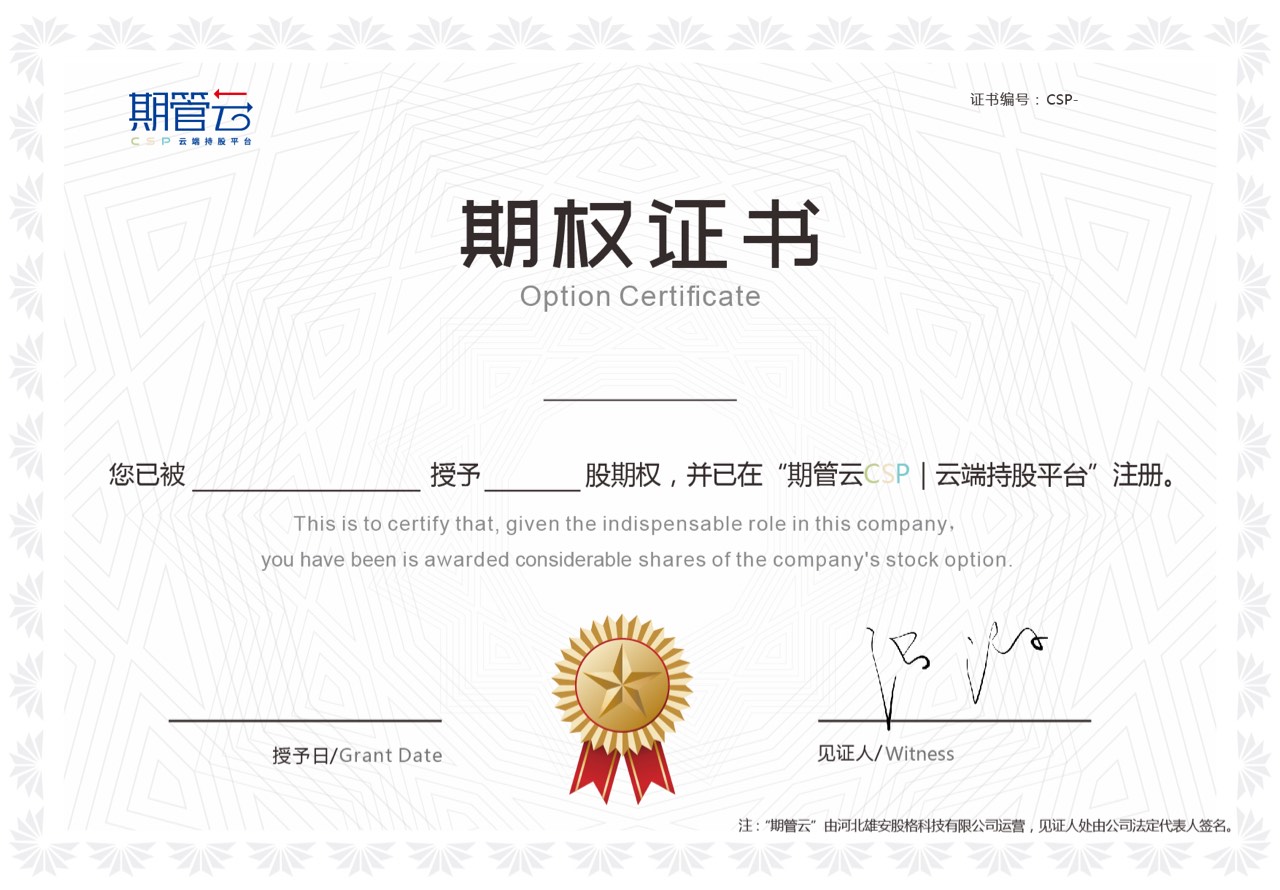 期管云
CSP 云端持股平台
证书编号：CSP-
期权证书
Option Certificate
您已被 授予 股期权，并已在“期管云CSP｜云端持股平台”注册。
This is to certify that, given the indispensable role in this company，
you have been is awarded considerable shares of the company's stock option.
授予日/Grant Date
见证人/Witness
注：“期管云”由河北雄安股格科技有限公司运营，见证人处由公司法定代表人签名。